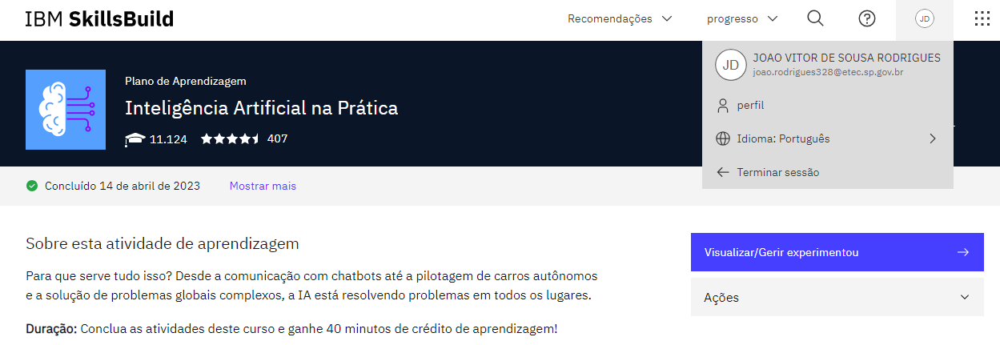 IBM SkillsBuild
Recomendações
progresso
JD
JD
JOAO VITOR DE SOUSA RODRIGUES
joao.rodrigues328@etec.sp.gov.br
perfil
Idioma: Português
Terminar sessão
Plano de Aprendizagem
Inteligência Artificial na Prática
11.124
407
Concluído 14 de abril de 2023
Mostrar mais
Sobre esta atividade de aprendizagem
Para que serve tudo isso? Desde a comunicação com chatbots até a pilotagem de carros autônomos
e a solução de problemas globais complexos, a IA está resolvendo problemas em todos os lugares.
Duração: Conclua as atividades deste curso e ganhe 40 minutos de crédito de aprendizagem!
Visualizar/Gerir experimentou
Ações